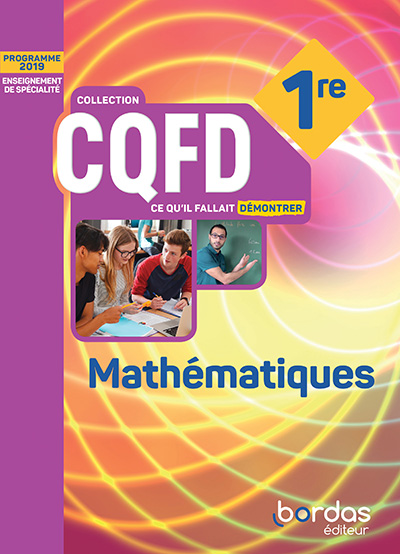 PROGRAMME
2019
ENSEIGNEMENT
DE SPÉCIALITÉ
COLLECTION
1re
CQFD
CE QU'IL FALLAIT DÉMONTRER
Mathématiques
bordas
éditeur